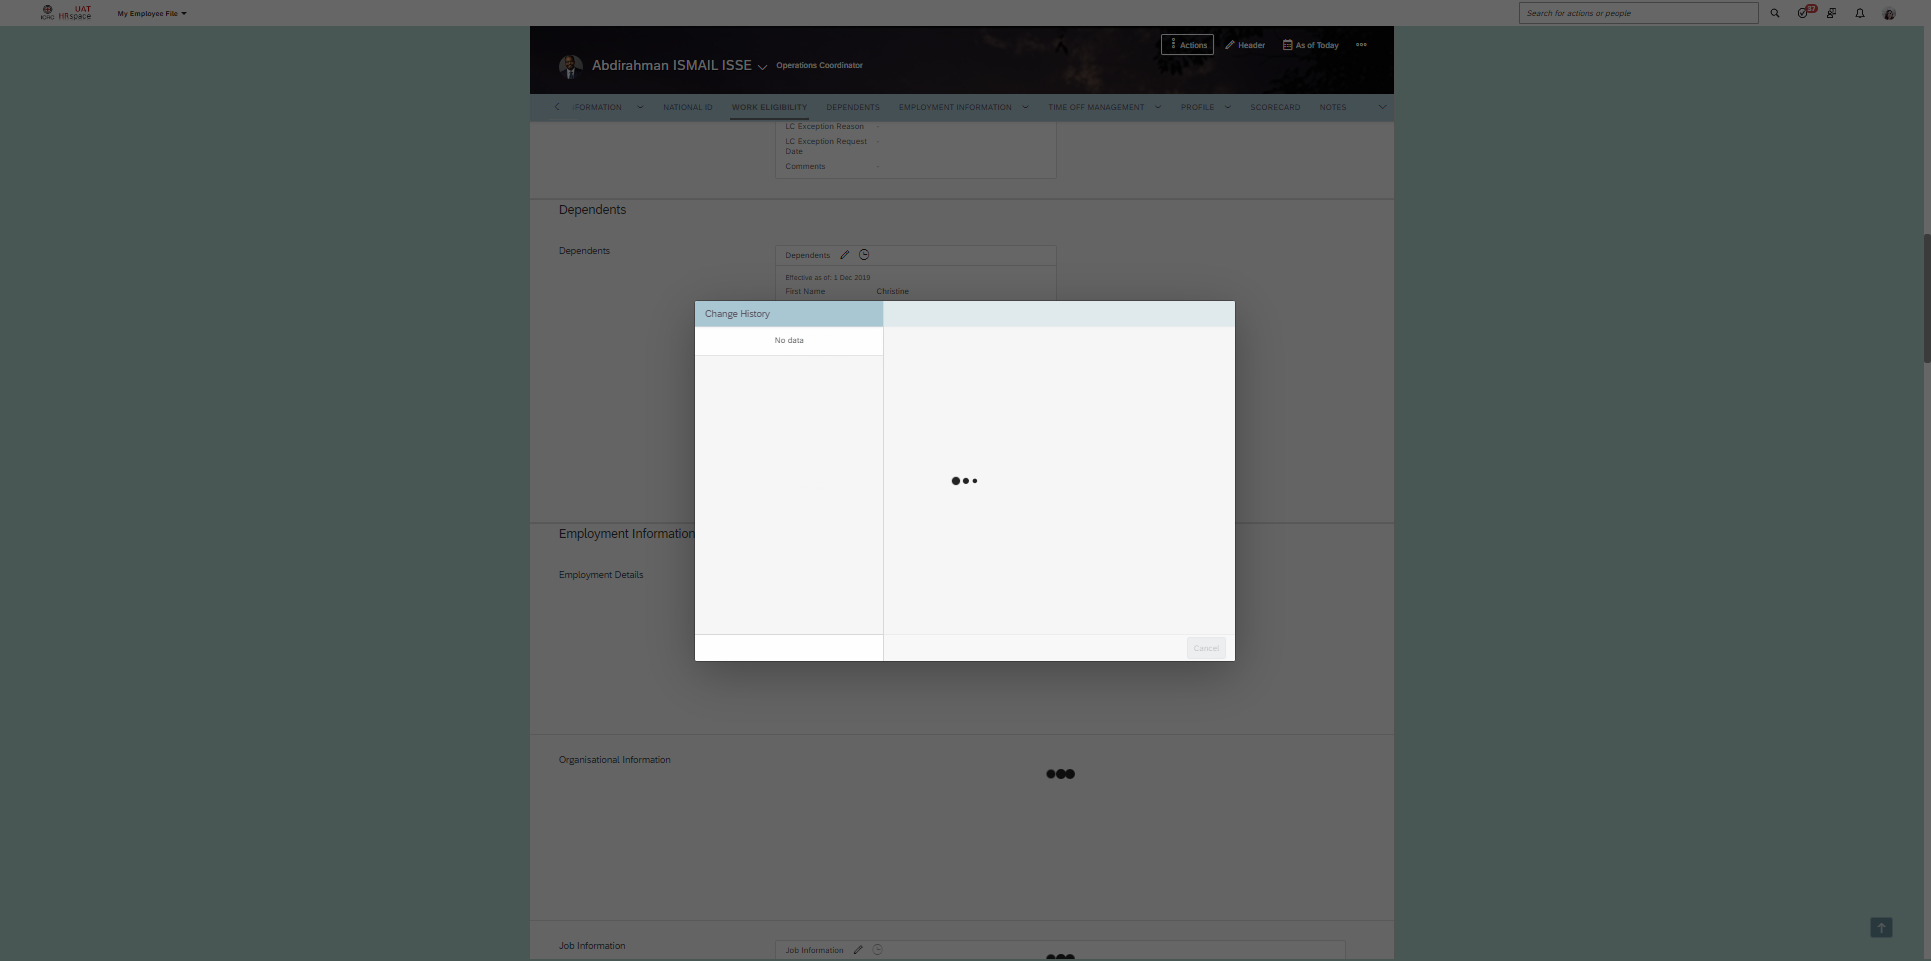 ICRC
UAT
HRspace
My Employee File
Search for actions or people
37
Abdirahman ISMAIL ISSE
Operations Coordinator
Actions
Header
As of Today
FORMATION
NATIONAL ID
WORK ELIGIBILITY
DEPENDENTS
EMPLOYMENT INFORMATION
TIME OFF MANAGEMENT
PROFILE
SCORECARD
NOTES
LC Exception Reason -
LC Exception Request -
Date
Comments -
Dependents
Dependents
Dependents
Effective as of: 1 Dec 2019
First Name Christine
Change History
No data
Cancel
Employment Information
Employment Details
Organisational Information
Job Information
Job Information